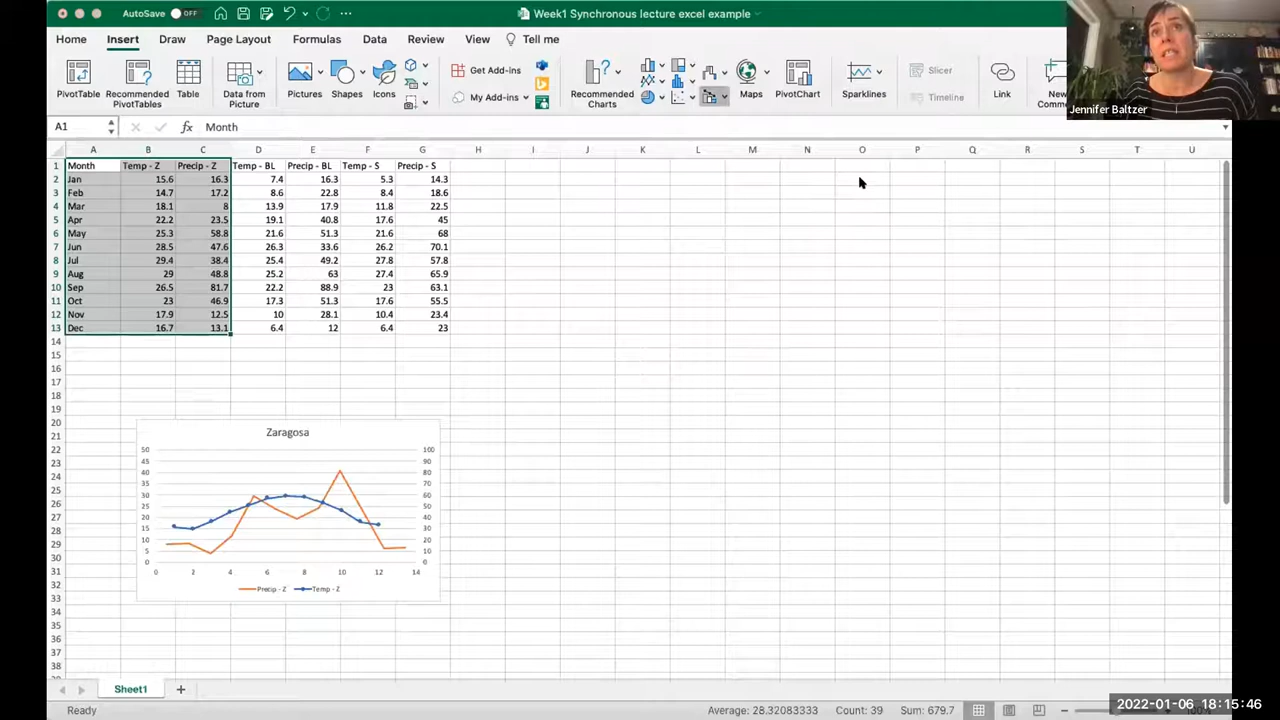 AutoSave OFF
Week1 Synchronous lecture excel example
Home Insert Draw Page Layout Formulas Data Review View Tell me
PivotTable
Recommended PivotTables
Table
Data from Picture
Pictures
Shapes
Icons
Get Add-ins
My Add-ins
Recommended Charts
Maps
PivotChart
Sparklines
Slicer
Timeline
Link
New
Jennifer Baltzer
A1 fx Month
A B C D E F G H I J K L M N O P Q R S T U
1 Month Temp - Z Precip - Z Temp - BL Precip - BL Temp - S Precip - S
2 Jan 15.6 16.3 7.4 16.3 5.3 14.3
3 Feb 14.7 17.2 8.6 22.8 8.4 18.6
4 Mar 18.1 8 13.9 17.9 11.8 22.5
5 Apr 22.2 23.5 19.1 40.8 17.6 45
6 May 25.3 58.8 21.6 51.3 21.6 68
7 Jun 28.5 47.6 26.3 33.6 26.2 70.1
8 Jul 29.4 38.4 25.4 49.2 27.8 57.8
9 Aug 29 48.8 25.2 63 27.4 65.9
10 Sep 26.5 81.7 22.2 88.9 23 63.1
11 Oct 23 46.9 17.3 51.3 17.6 55.5
12 Nov 17.9 12.5 10 28.1 10.4 23.4
13 Dec 16.7 13.1 6.4 12 6.4 23
14
15
16
17
18
19
20
21
22
23
24
25
26
27
28
29
30
31
32
33
34
35
36
37
38
Zaragosa
50 100
45 90
40 80
35 70
30 60
25 50
20 40
15 30
10 20
5 10
0 0
0 2 4 6 8 10 12 14
Precip - Z Temp - Z
Sheet1
Ready Average: 28.32083333 Count: 39 Sum: 679.7
2022-01-06 18:15:46